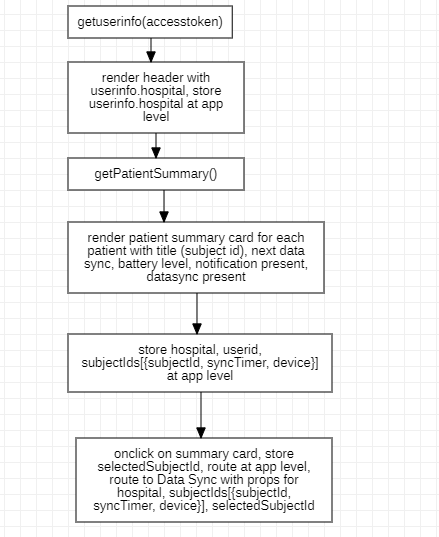 getuserinfo(accesstoken)
render header with
userinfo.hospital, store
userinfo.hospital at app
level
getPatientSummary()
render patient summary card for each
patient with title (subject id), next data
sync, battery level, notification present,
datasync present
store hospital, userid,
subjectIds[{subjectId, syncTimer, device}]
at app level
onclick on summary card, store
selectedSubjectId, route at app level,
route to Data Sync with props for
hospital, subjectIds[{subjectId,
syncTimer, device}], selectedSubjectId